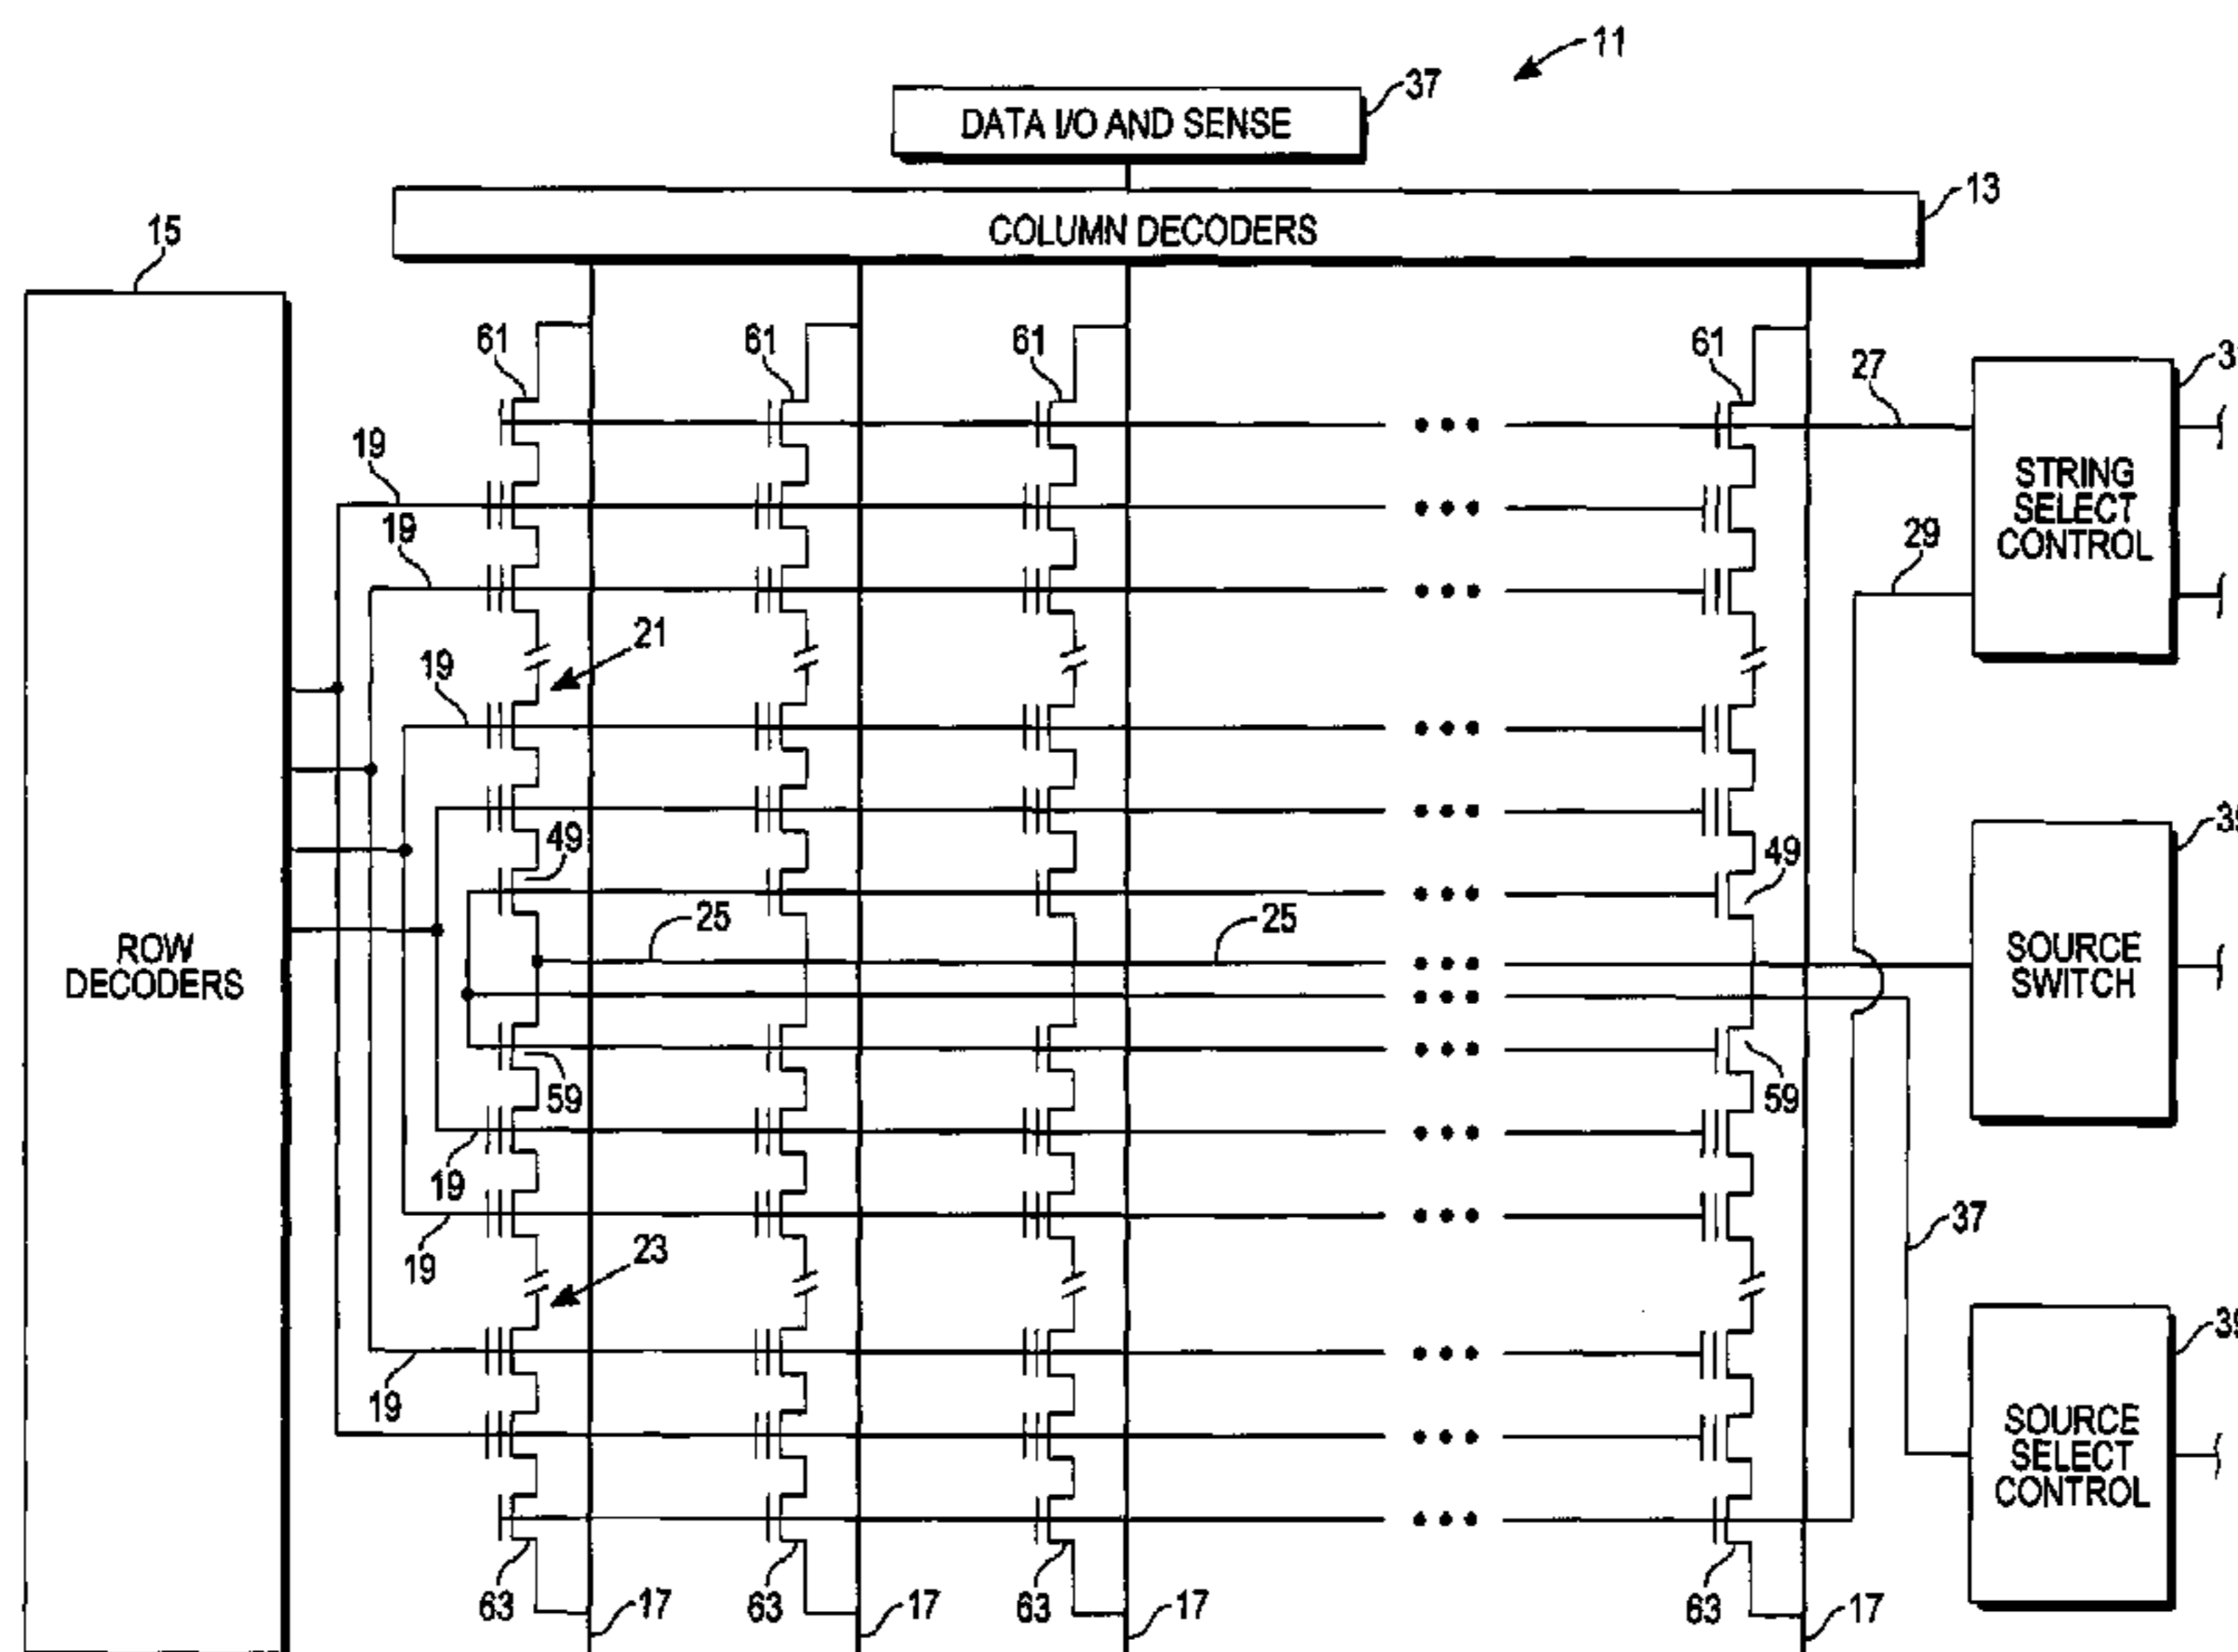 11
DATA I/O AND SENSE
37
COLUMN DECODERS
13
15
61
61
61
61
27
STRING
SELECT
CONTROL
19
19
29
21
19
49
49
25
25
ROW
DECODERS
SOURCE
SWITCH
59
59
19
19
23
37
19
SOURCE
SELECT
CONTROL
63
17
63
17
63
17
63
17